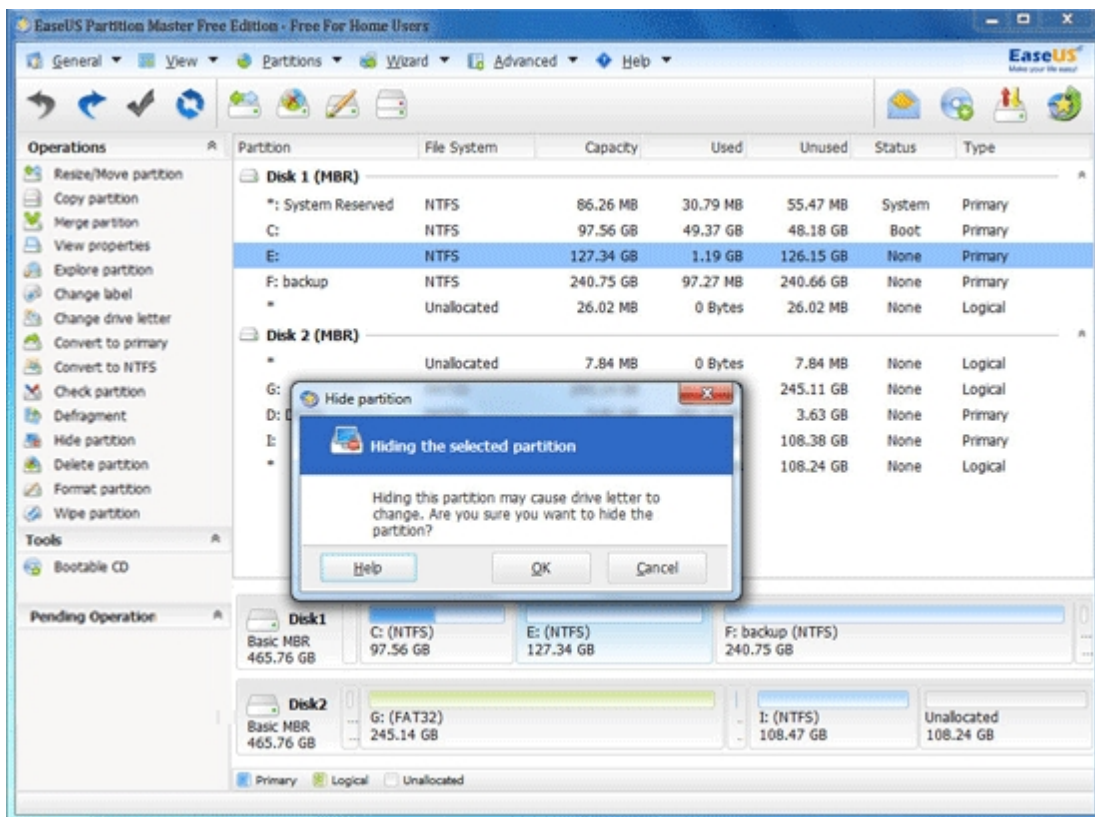 EaseUS Partition Master Free Edition - Free For Home Users
General View Partitions Wizard Advanced Help
EaseUS
Make your life easy!
Operations
Resize/Move partition
Copy partition
Merge partition
View properties
Explore partition
Change label
Change drive letter
Convert to primary
Convert to NTFS
Check partition
Defragment
Hide partition
Delete partition
Format partition
Wipe partition
Tools
Bootable CD
Pending Operation
Partition File System Capacity Used Unused Status Type
Disk 1 (MBR)
*: System Reserved NTFS 86.26 MB 30.79 MB 55.47 MB System Primary
C: NTFS 97.56 GB 49.37 GB 48.18 GB Boot Primary
E: NTFS 127.34 GB 1.19 GB 126.15 GB None Primary
F: backup NTFS 240.75 GB 97.27 MB 240.66 GB None Primary
* Unallocated 26.02 MB 0 Bytes 26.02 MB None Logical
Disk 2 (MBR)
* Unallocated 7.84 MB 0 Bytes 7.84 MB None Logical
G: 245.11 GB None Logical
D: 3.63 GB None Primary
I: 108.38 GB None Primary
* 108.24 GB None Logical
Hide partition
Hiding the selected partition
Hiding this partition may cause drive letter to
change. Are you sure you want to hide the
partition?
Help OK Cancel
Disk1
Basic MBR
465.76 GB
C: (NTFS)
97.56 GB
E: (NTFS)
127.34 GB
F: backup (NTFS)
240.75 GB
Disk2
Basic MBR
465.76 GB
G: (FAT32)
245.14 GB
I: (NTFS)
108.47 GB
Unallocated
108.24 GB
Primary Logical Unallocated